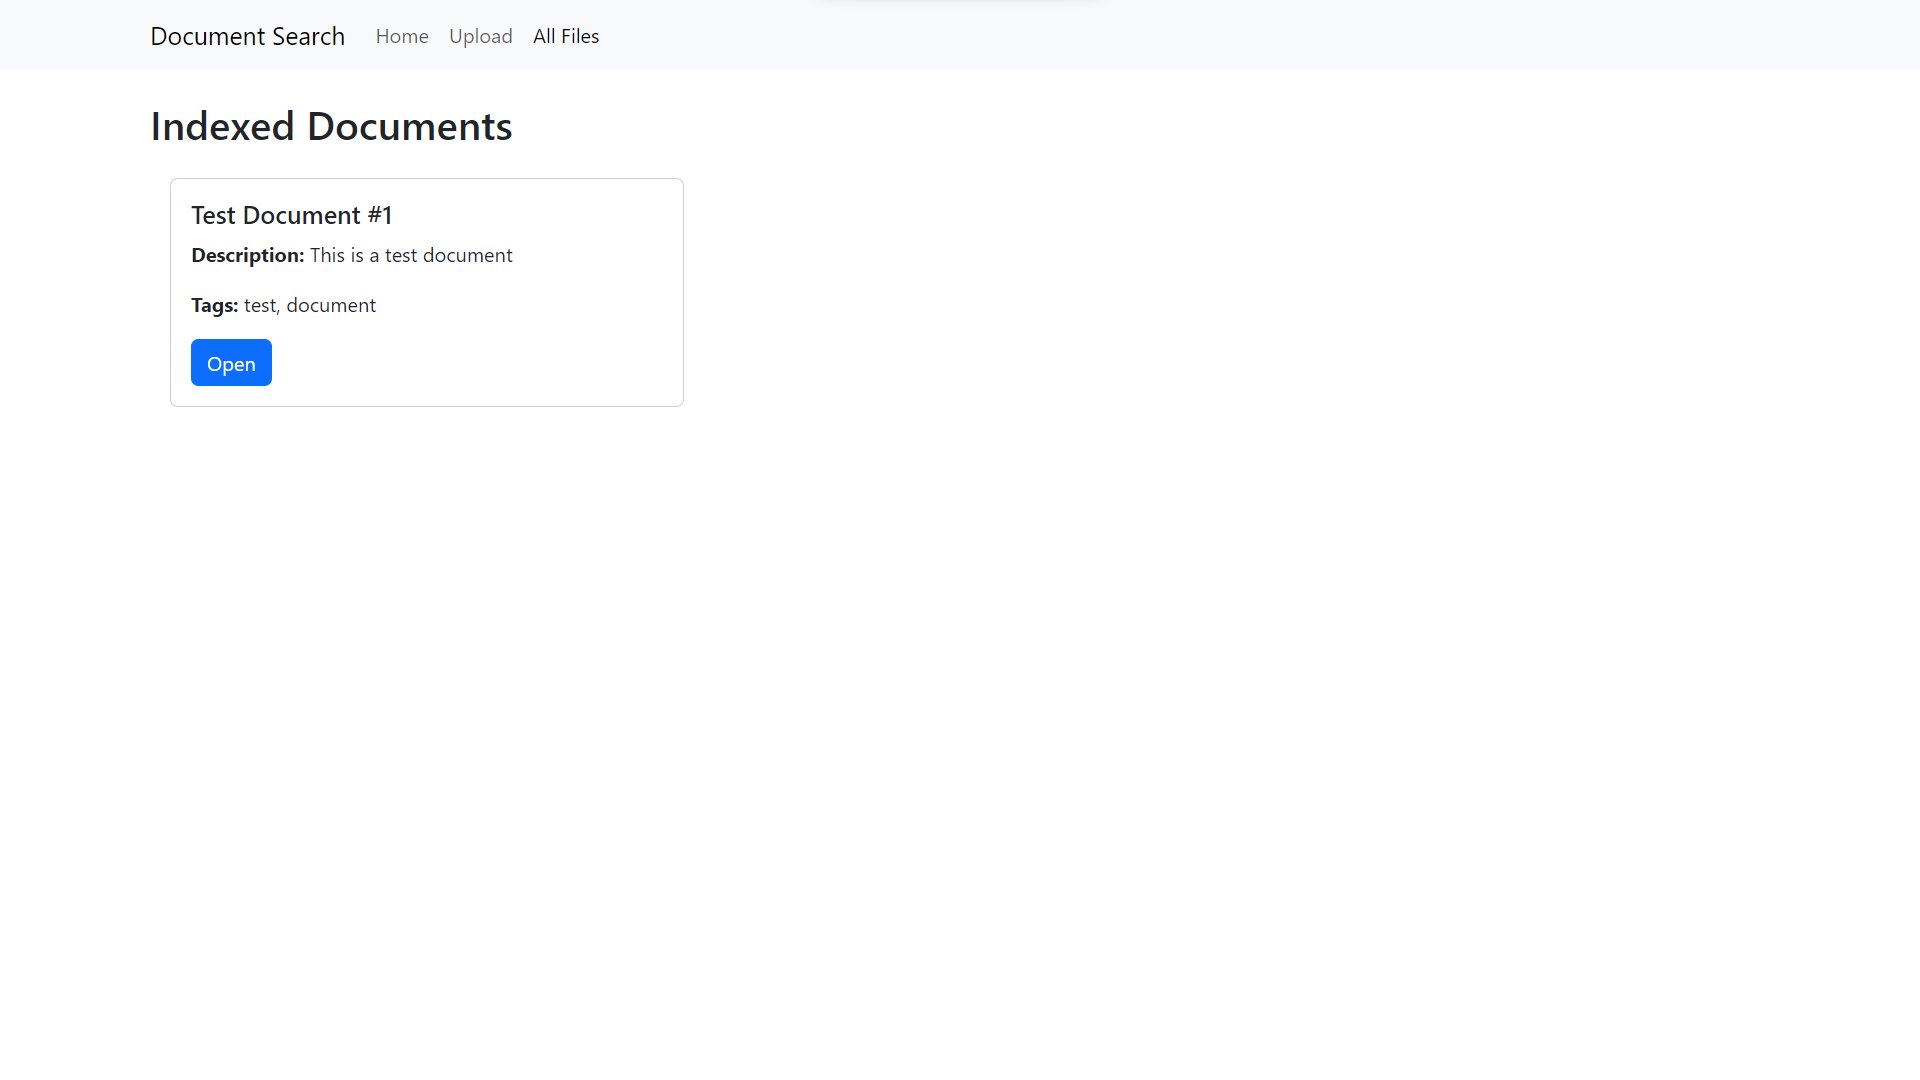 Document Search Home Upload All Files
Indexed Documents
Test Document #1
Description: This is a test document
Tags: test, document
Open